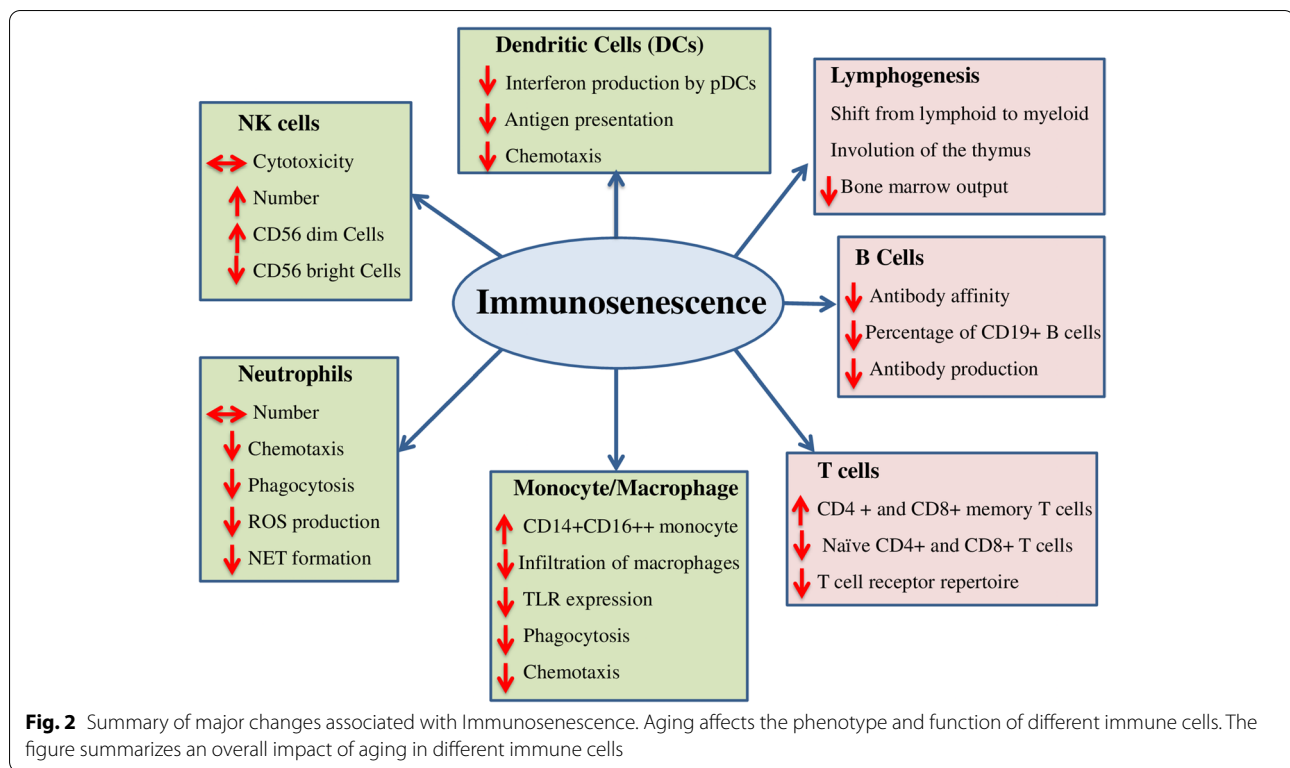 Dendritic Cells (DCs)
Interferon production by pDCs
Antigen presentation
Chemotaxis
Lymphogenesis
Shift from lymphoid to myeloid
Involution of the thymus
Bone marrow output
NK cells
Cytotoxicity
Number
CD56 dim Cells
CD56 bright Cells
Immunosenescence
B Cells
Antibody affinity
Percentage of CD19+ B cells
Antibody production
Neutrophils
Number
Chemotaxis
Phagocytosis
ROS production
NET formation
Monocyte/Macrophage
CD14+CD16++ monocyte
Infiltration of macrophages
TLR expression
Phagocytosis
Chemotaxis
T cells
CD4 + and CD8+ memory T cells
Naïve CD4+ and CD8+ T cells
T cell receptor repertoire
Fig. 2 Summary of major changes associated with Immunosenescence. Aging affects the phenotype and function of different immune cells. The
figure summarizes an overall impact of aging in different immune cells